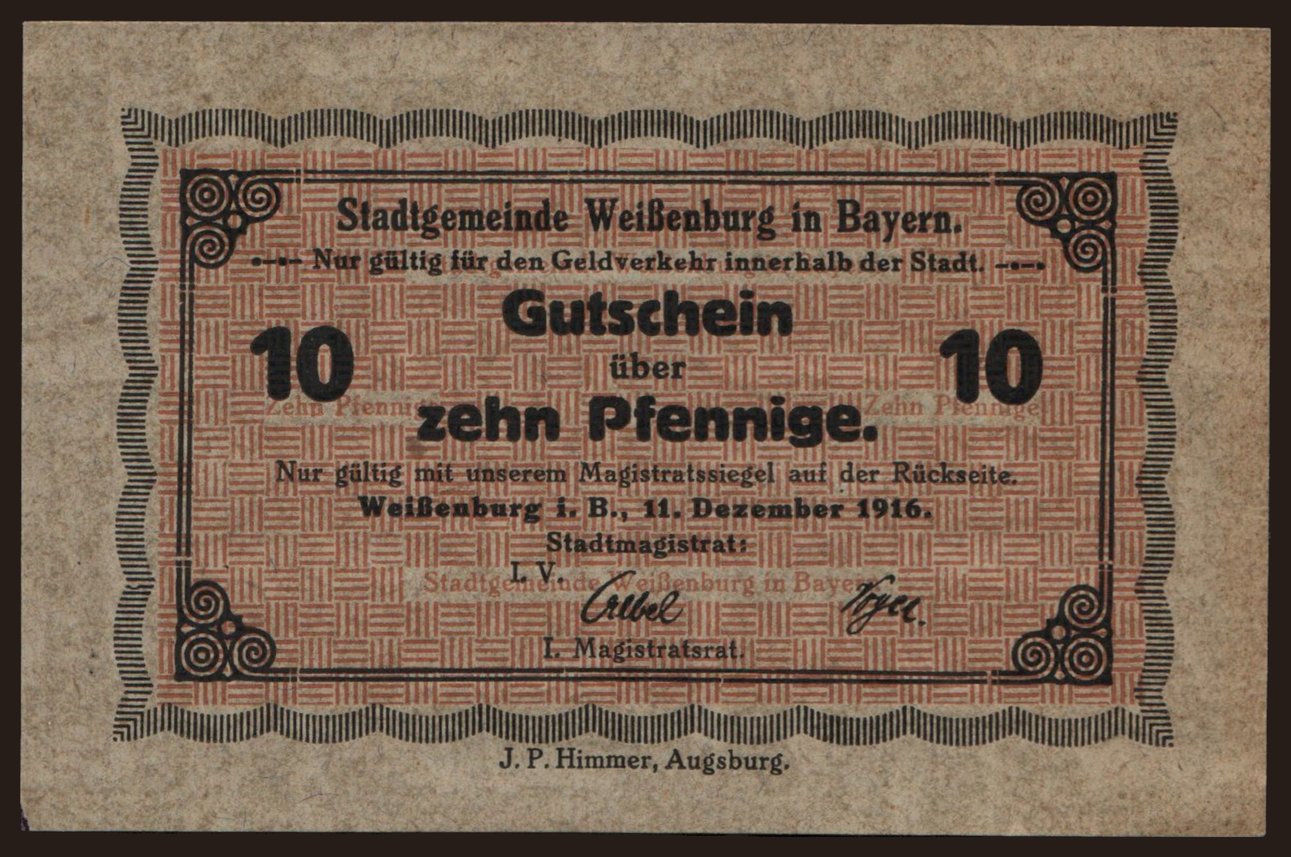 Stadtgemeinde Weißenburg in Bayern.
Nur gültig für den Geldverkehr innerhalb der Stadt.
Gutschein
10 über 10
zehn Pfennige.
Zehn Pfennige Zehn Pfennige
Nur gültig mit unserem Magistratssiegel auf der Rückseite.
Weißenburg i. B., 11. Dezember 1916.
Stadtmagistrat:
I. V.
Stadtgemeinde Weißenburg in Bayern
I. Magistratsrat.
J. P. Himmer, Augsburg.